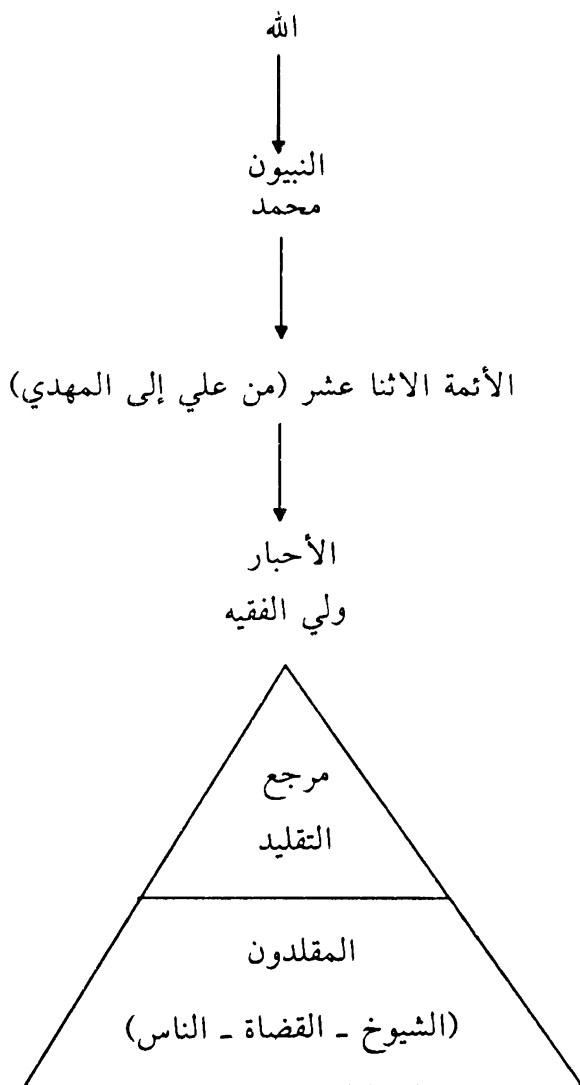 الله
النبيون
محمد
الأئمة الاثنا عشر (من علي إلى المهدي)
الأحبار
ولي الفقيه
مرجع
التقليد
المقلدون
(الشيوخ - القضاة - الناس)